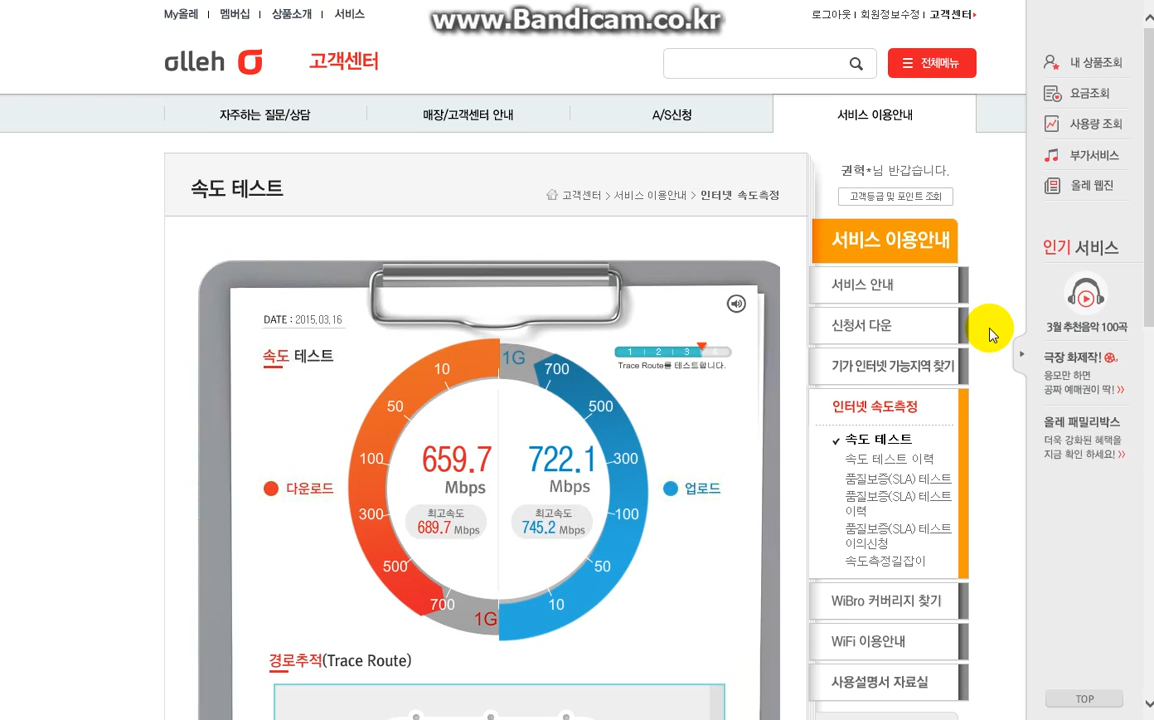 www.Bandicam.co.kr
My올레 | 멤버십 | 상품소개 | 서비스
로그아웃 | 회원정보수정 | 고객센터
olleh 고객센터
전체메뉴
자주하는 질문/상담
매장/고객센터 안내
A/S신청
서비스 이용안내
속도 테스트
고객센터 > 서비스 이용안내 > 인터넷 속도측정
DATE : 2015.03.16
속도 테스트
1 2 3
Trace Route를 테스트합니다.
10
50
100
300
500
700
1G
1G
700
500
300
100
50
10
다운로드
659.7
Mbps
최고속도
689.7 Mbps
722.1
Mbps
최고속도
745.2 Mbps
업로드
경로추적(Trace Route)
권혁*님 반갑습니다.
고객등급 및 포인트 조회
서비스 이용안내
서비스 안내
신청서 다운
기가 인터넷 가능지역 찾기
인터넷 속도측정
속도 테스트
속도 테스트 이력
품질보증(SLA) 테스트
품질보증(SLA) 테스트
이력
품질보증(SLA) 테스트
이의신청
속도측정길잡이
WiBro 커버리지 찾기
WiFi 이용안내
사용설명서 자료실
내 상품조회
요금조회
사용량 조회
부가서비스
올레 웹진
인기 서비스
3월 추천음악 100곡
극장 화제작!
응모만 하면
공짜 예매권이 딱! >>
올레 패밀리박스
더욱 강화된 혜택을
지금 확인 하세요! >>
TOP